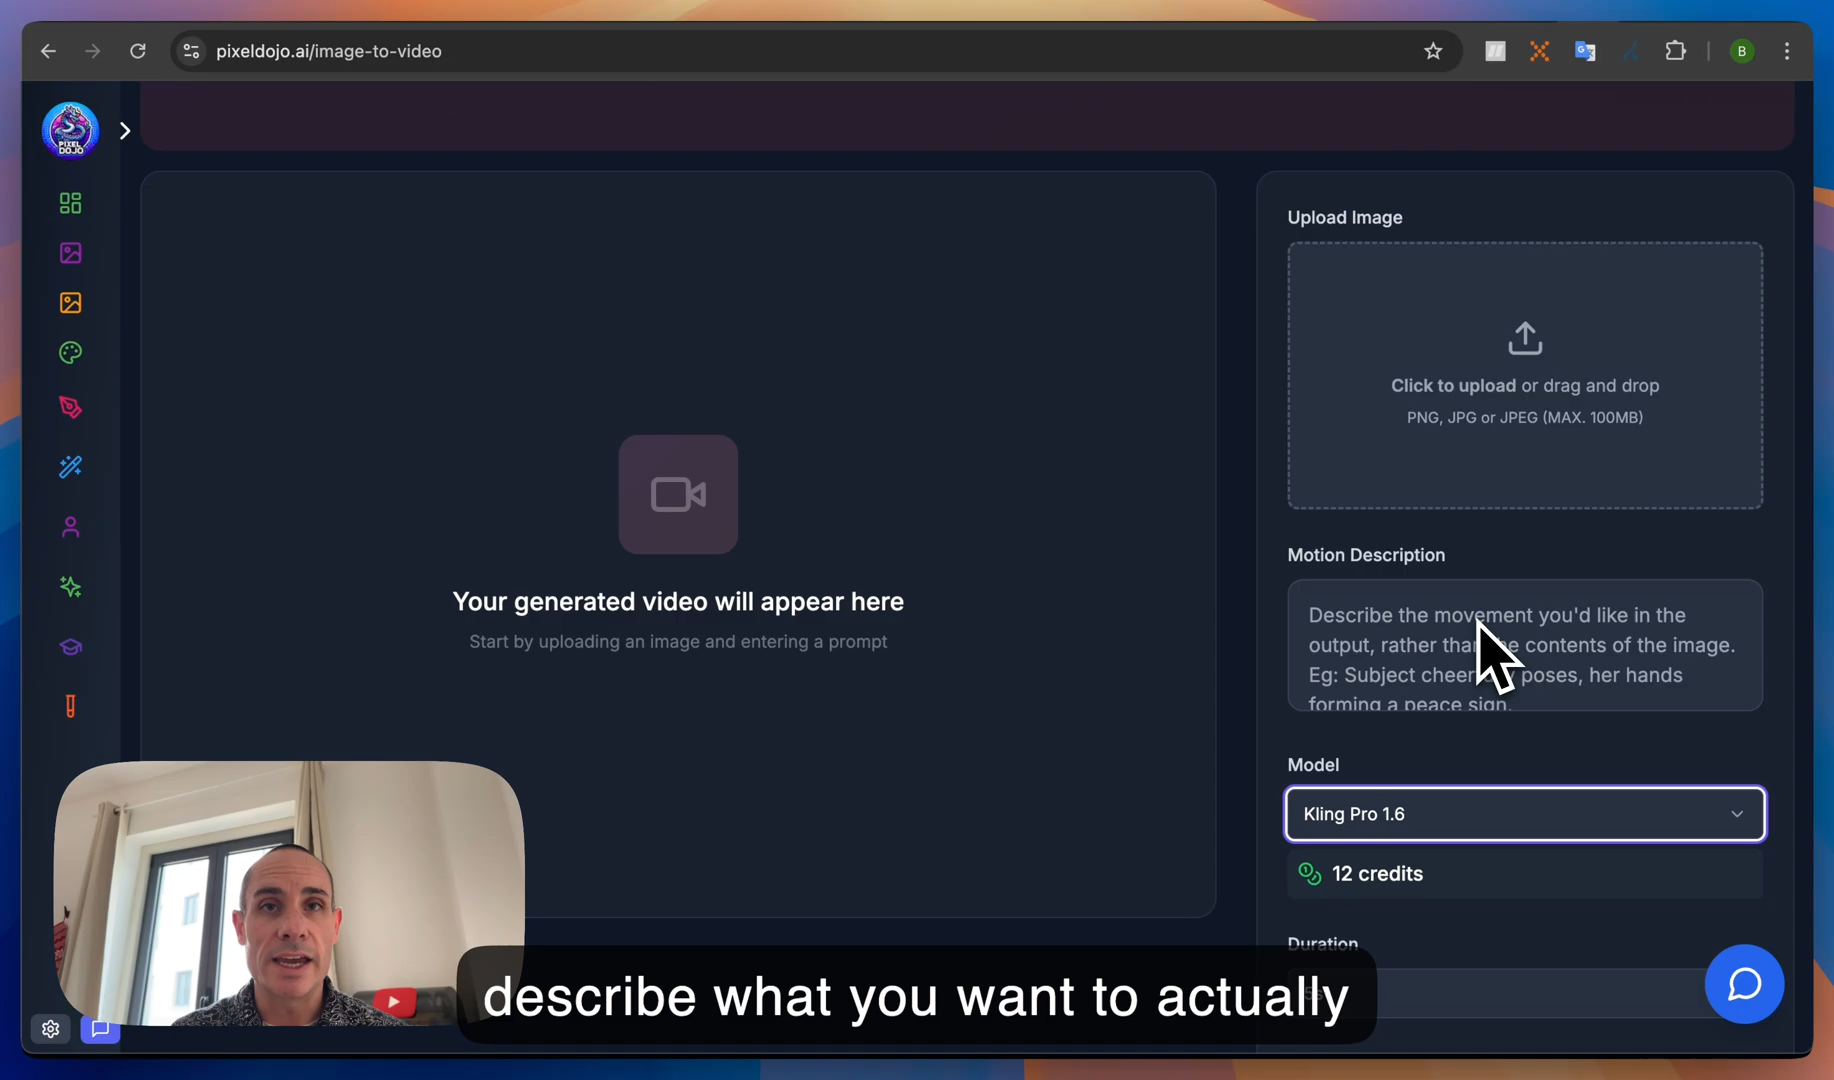 pixeldojo.ai/image-to-video
B
PIXEL
DOJO
Upload Image
Click to upload or drag and drop
PNG, JPG or JPEG (MAX. 100MB)
Motion Description
Describe the movement you'd like in the
output, rather than the contents of the image.
Eg: Subject cheer poses, her hands
forming a peace sign.
Your generated video will appear here
Start by uploading an image and entering a prompt
Model
Kling Pro 1.6
12 credits
Duration
describe what you want to actually